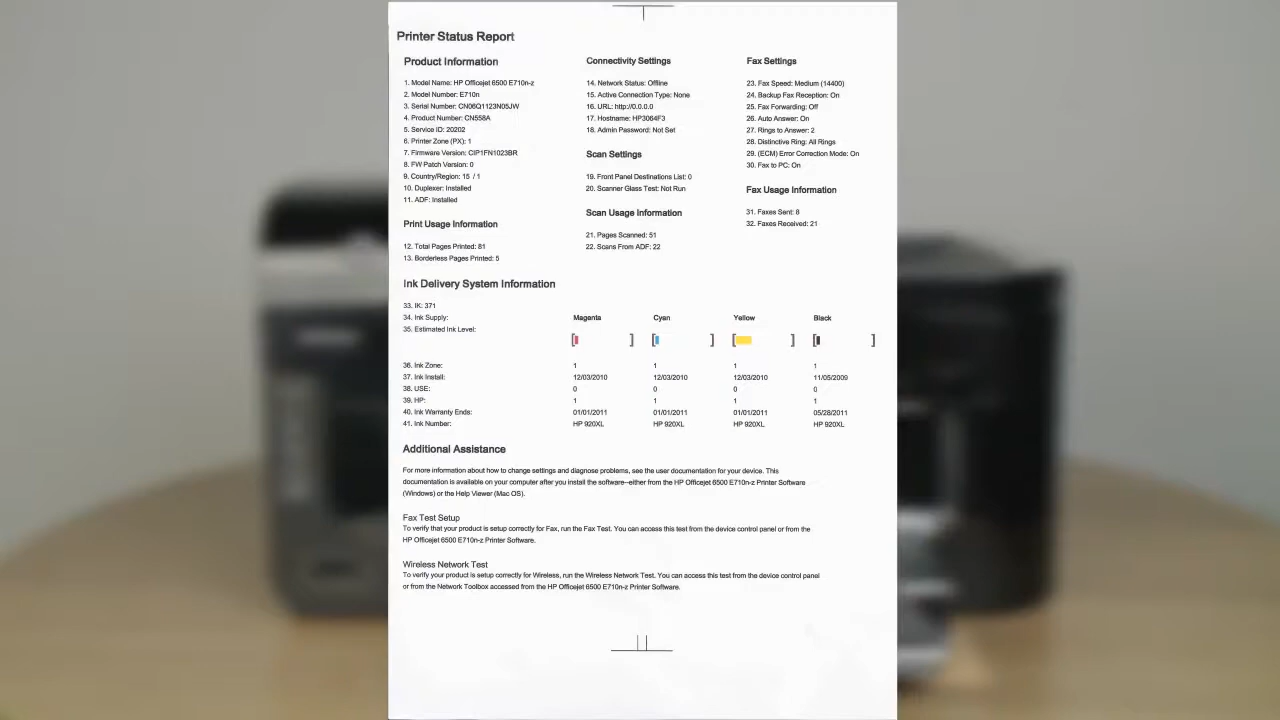 Printer Status Report
Product Information
1. Model Name: HP Officejet 6500 E710n-z
2. Model Number: E710n
3. Serial Number: CN06Q1123N05JW
4. Product Number: CN558A
5. Service ID: 20202
6. Printer Zone (PX): 1
7. Firmware Version: CIP1FN1023BR
8. FW Patch Version: 0
9. Country/Region: 15 / 1
10. Duplexer: Installed
11. ADF: Installed
Print Usage Information
12. Total Pages Printed: 81
13. Borderless Pages Printed: 5
Connectivity Settings
14. Network Status: Offline
15. Active Connection Type: None
16. URL: http://0.0.0.0
17. Hostname: HP3064F3
18. Admin Password: Not Set
Scan Settings
19. Front Panel Destinations List: 0
20. Scanner Glass Test: Not Run
Scan Usage Information
21. Pages Scanned: 51
22. Scans From ADF: 22
Fax Settings
23. Fax Speed: Medium (14400)
24. Backup Fax Reception: On
25. Fax Forwarding: Off
26. Auto Answer: On
27. Rings to Answer: 2
28. Distinctive Ring: All Rings
29. (ECM) Error Correction Mode: On
30. Fax to PC: On
Fax Usage Information
31. Faxes Sent: 8
32. Faxes Received: 21
Ink Delivery System Information
33. IK: 371
34. Ink Supply: Magenta Cyan Yellow Black
35. Estimated Ink Level:
36. Ink Zone: 1 1 1 1
37. Ink Install: 12/03/2010 12/03/2010 12/03/2010 11/05/2009
38. USE: 0 0 0 0
39. HP: 1 1 1 1
40. Ink Warranty Ends: 01/01/2011 01/01/2011 01/01/2011 05/28/2011
41. Ink Number: HP 920XL HP 920XL HP 920XL HP 920XL
Additional Assistance
For more information about how to change settings and diagnose problems, see the user documentation for your device. This
documentation is available on your computer after you install the software--either from the HP Officejet 6500 E710n-z Printer Software
(Windows) or the Help Viewer (Mac OS).
Fax Test Setup
To verify that your product is setup correctly for Fax, run the Fax Test. You can access this test from the device control panel or from the
HP Officejet 6500 E710n-z Printer Software.
Wireless Network Test
To verify your product is setup correctly for Wireless, run the Wireless Network Test. You can access this test from the device control panel
or from the Network Toolbox accessed from the HP Officejet 6500 E710n-z Printer Software.